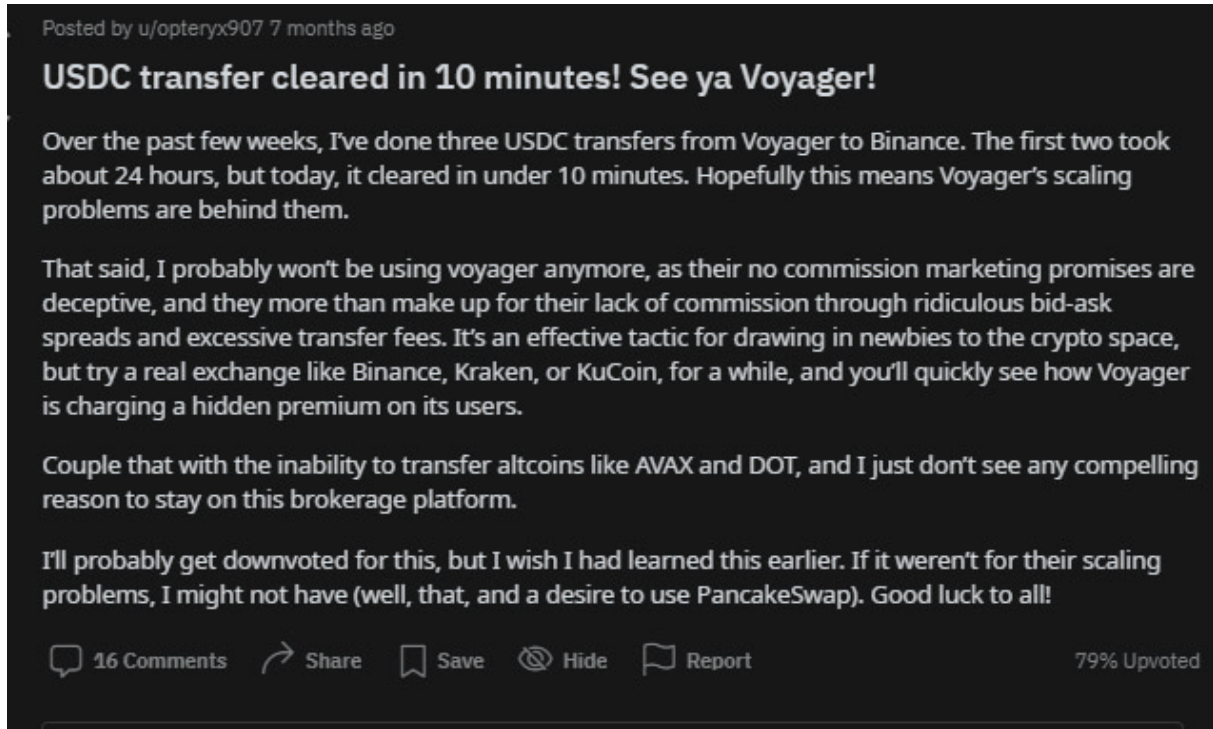 Posted by u/opteryx907 7 months ago
USDC transfer cleared in 10 minutes! See ya Voyager!
Over the past few weeks, I've done three USDC transfers from Voyager to Binance. The first two took
about 24 hours, but today, it cleared in under 10 minutes. Hopefully this means Voyager's scaling
problems are behind them.
That said, I probably won't be using voyager anymore, as their no commission marketing promises are
deceptive, and they more than make up for their lack of commission through ridiculous bid-ask
spreads and excessive transfer fees. It's an effective tactic for drawing in newbies to the crypto space,
but try a real exchange like Binance, Kraken, or KuCoin, for a while, and you'll quickly see how Voyager
is charging a hidden premium on its users.
Couple that with the inability to transfer altcoins like AVAX and DOT, and I just don't see any compelling
reason to stay on this brokerage platform.
I'll probably get downvoted for this, but I wish I had learned this earlier. If it weren't for their scaling
problems, I might not have (well, that, and a desire to use PancakeSwap). Good luck to all!
16 Comments Share Save Hide Report 79% Upvoted